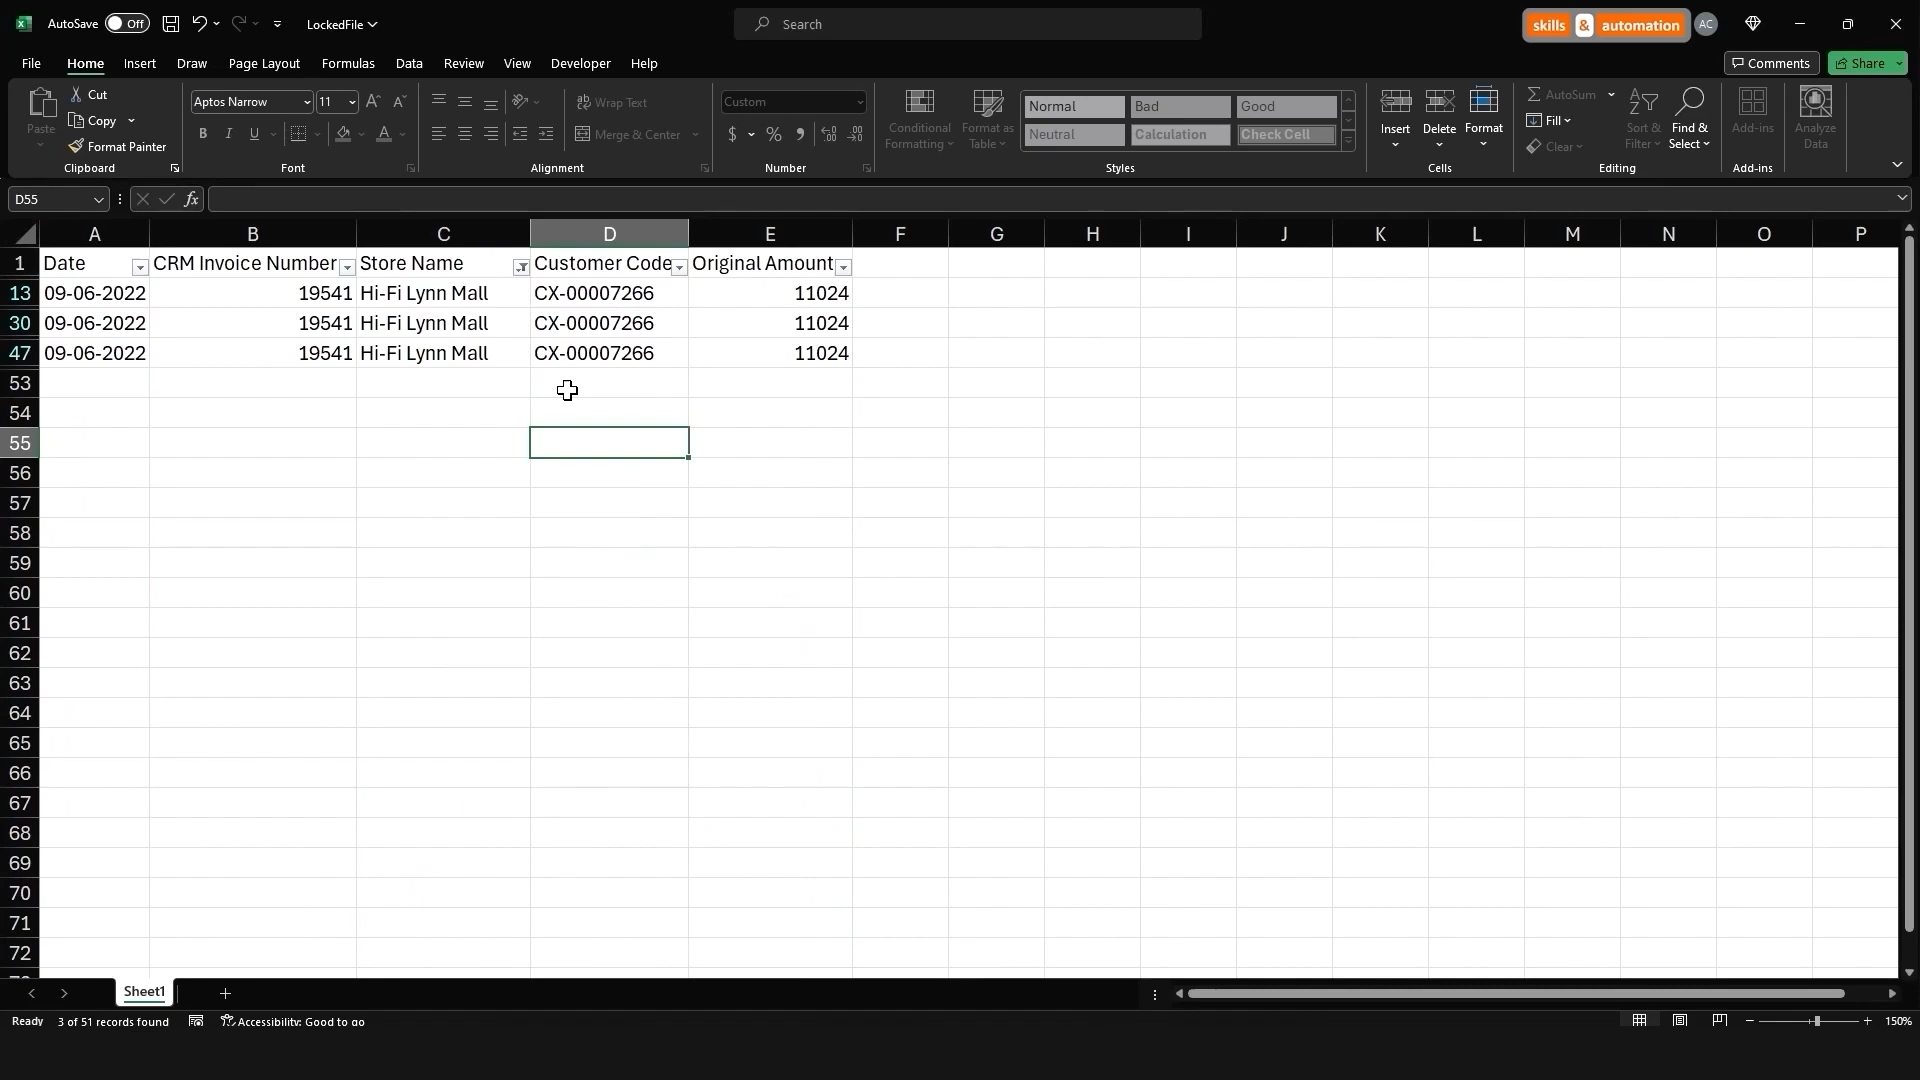 AutoSave Off LockedFile Search skills & automation AC
File Home Insert Draw Page Layout Formulas Data Review View Developer Help Comments Share
Paste Cut Copy Format Painter Clipboard
Aptos Narrow 11 B I U Font
Wrap Text Merge & Center Alignment
Custom $ % Number
Conditional Formatting Format as Table Normal Bad Good Neutral Calculation Check Cell Styles
Insert Delete Format Cells
AutoSum Fill Clear Sort & Filter Find & Select Editing
Add-ins Add-ins
Analyze Data
D55 fx
A B C D E F G H I J K L M N O P
1 Date CRM Invoice Number Store Name Customer Code Original Amount
13 09-06-2022 19541 Hi-Fi Lynn Mall CX-00007266 11024
30 09-06-2022 19541 Hi-Fi Lynn Mall CX-00007266 11024
47 09-06-2022 19541 Hi-Fi Lynn Mall CX-00007266 11024
53
54
55
56
57
58
59
60
61
62
63
64
65
66
67
68
69
70
71
72
Sheet1
Ready 3 of 51 records found Accessibility: Good to go 150%